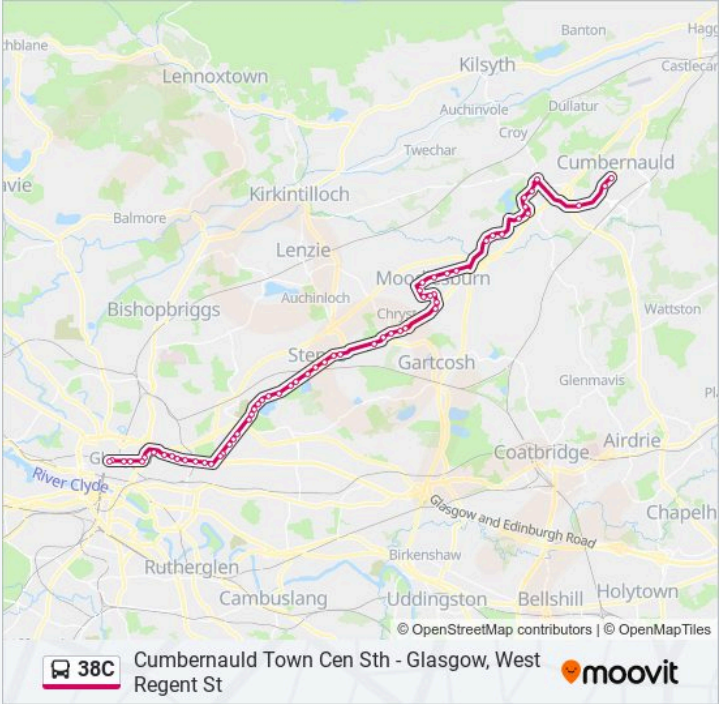 Banton
Hagg
thblane
Lennoxtown
Kilsyth
Castlecar
Auchinvole
Dullatur
Croy
Twechar
Cumbernauld
avie
Kirkintilloch
Balmore
Lenzie
Auchinloch
Bishopbriggs
Wattston
Chryst
Step
Gartcosh
Glenmavis
Airdrie
Coatbridge
River Clyde
Glasgow and Edinburgh Road
Chapelh
Birkenshaw
Rutherglen
Cambuslang
Uddingston
Bellshill
Holytown
© OpenStreetMap contributors | © OpenMapTiles
38C
Cumbernauld Town Cen Sth - Glasgow, West
Regent St
moovit